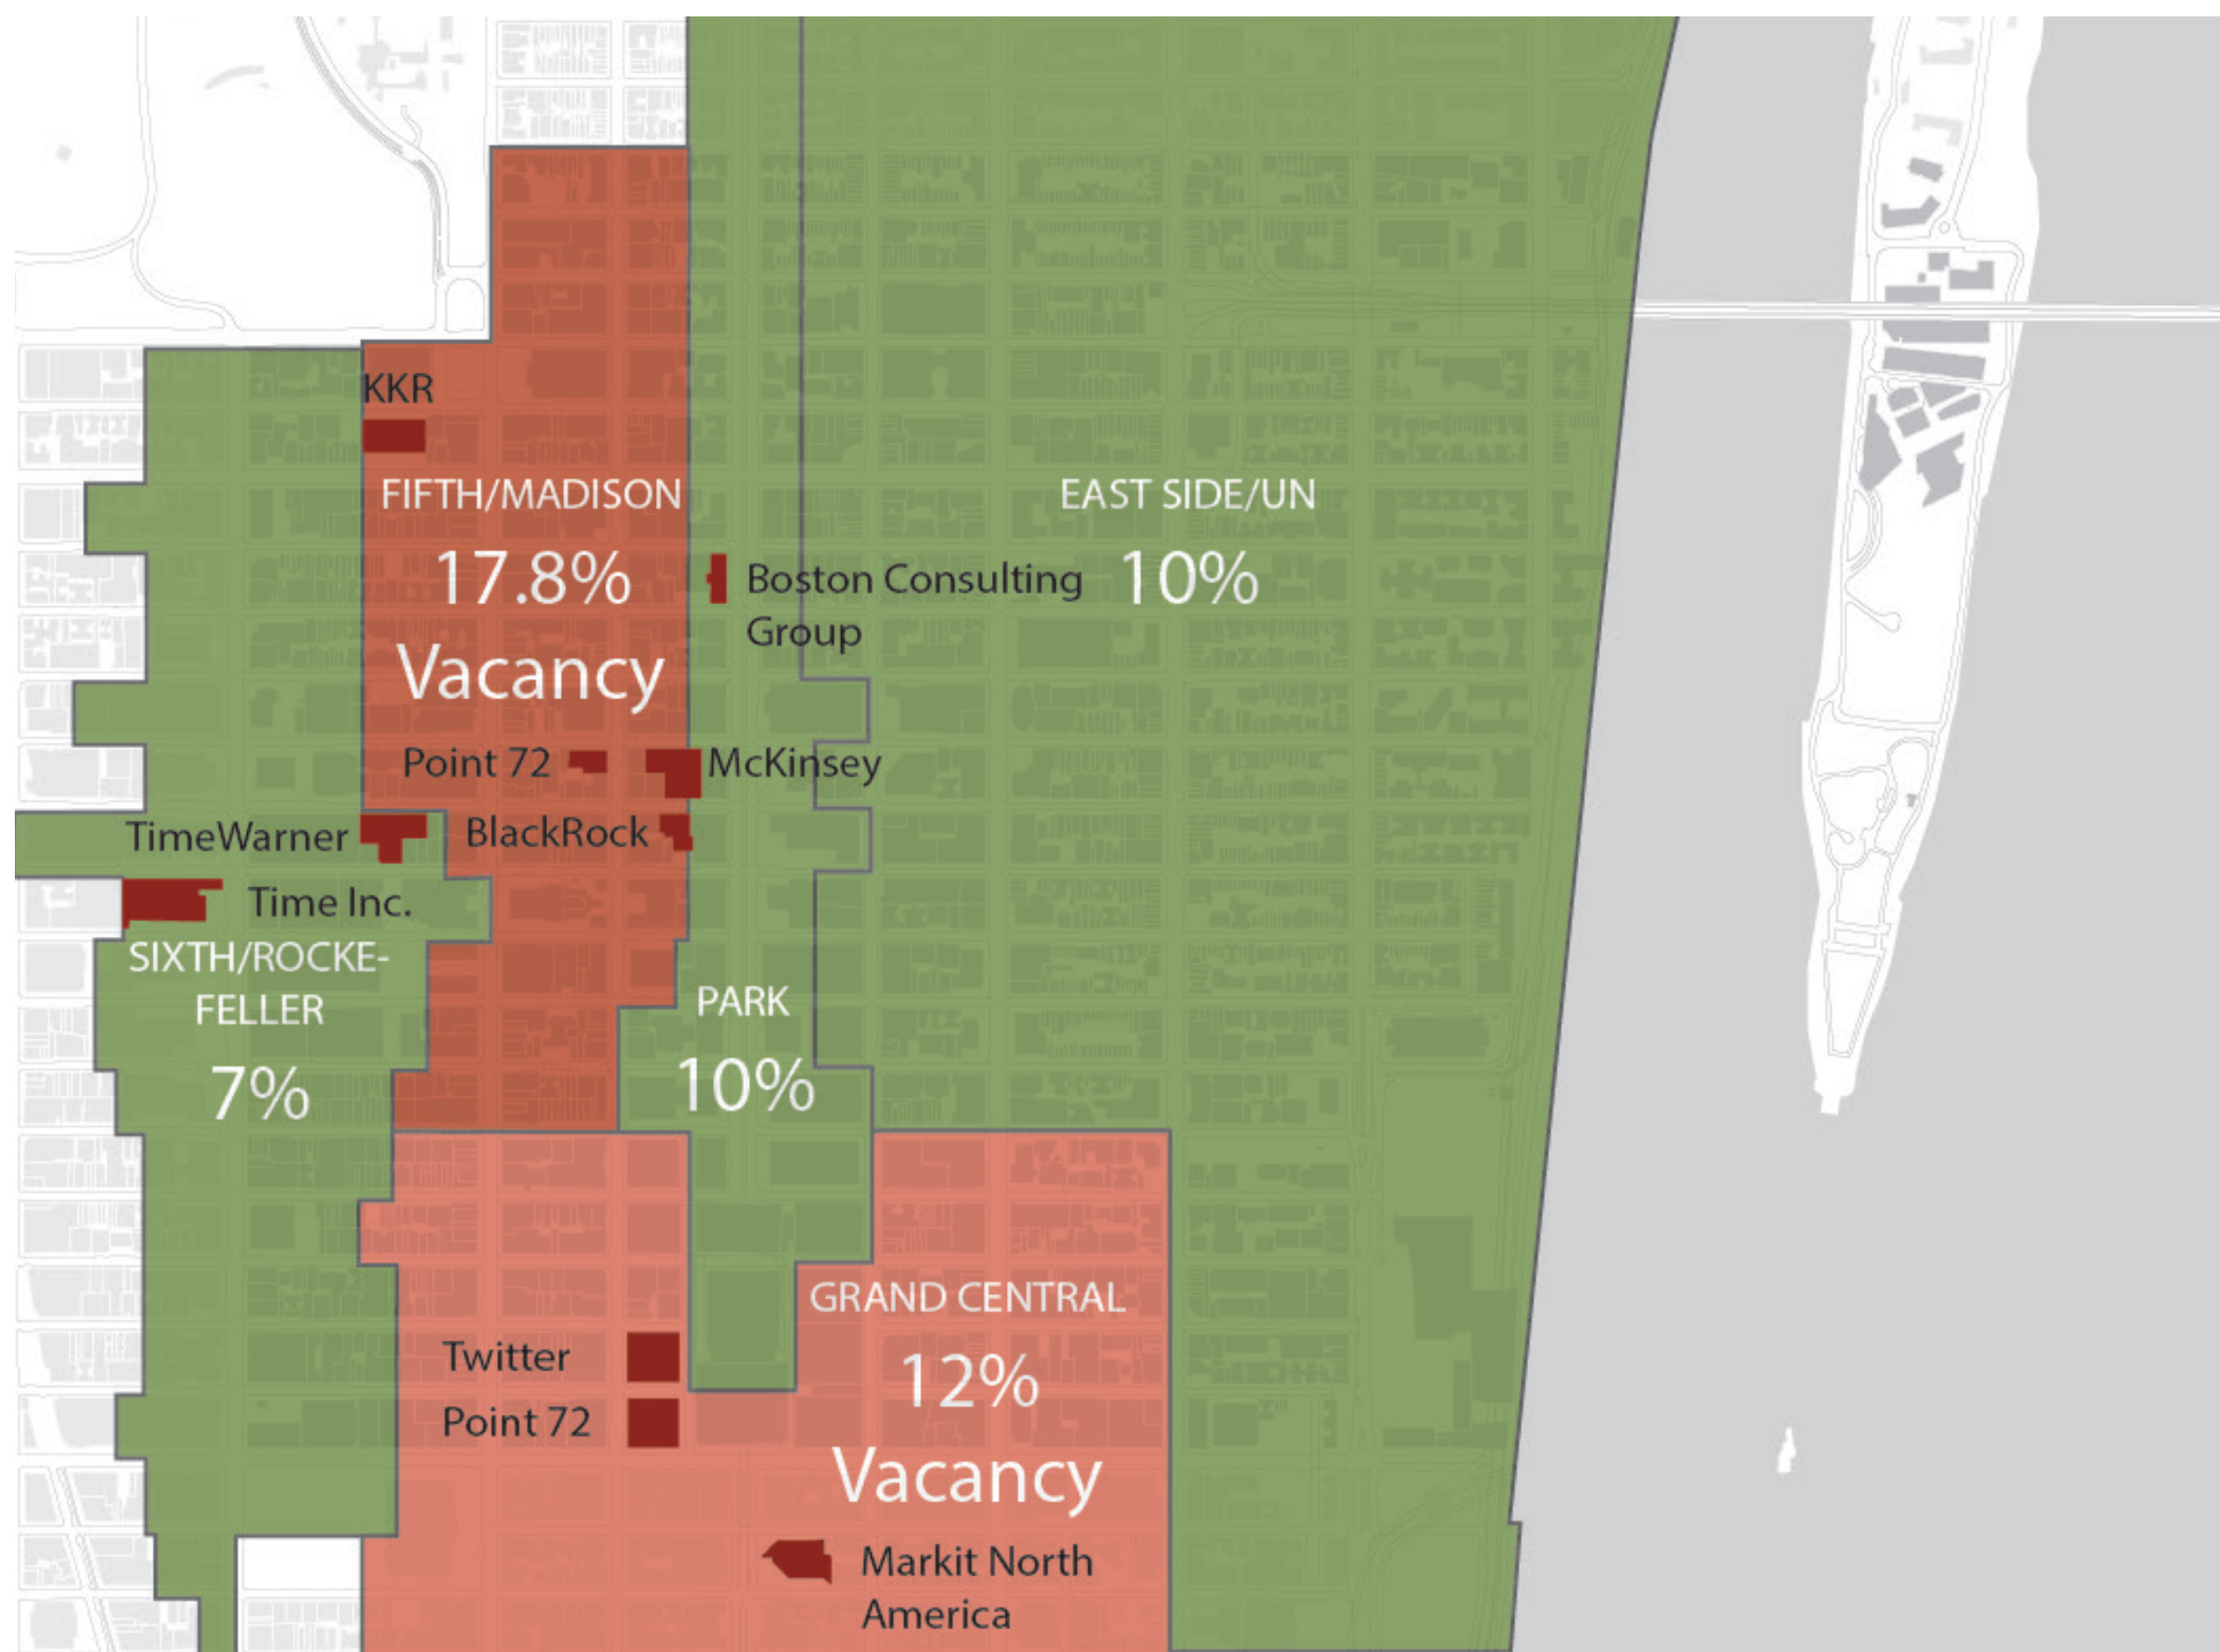 KKR
FIFTH/MADISON
17.8%
Vacancy
EAST SIDE/UN
10%
Boston Consulting
Group
Point 72
McKinsey
TimeWarner
BlackRock
Time Inc.
SIXTH/ROCKE-
FELLER
7%
PARK
10%
GRAND CENTRAL
12%
Vacancy
Twitter
Point 72
Markit North
America